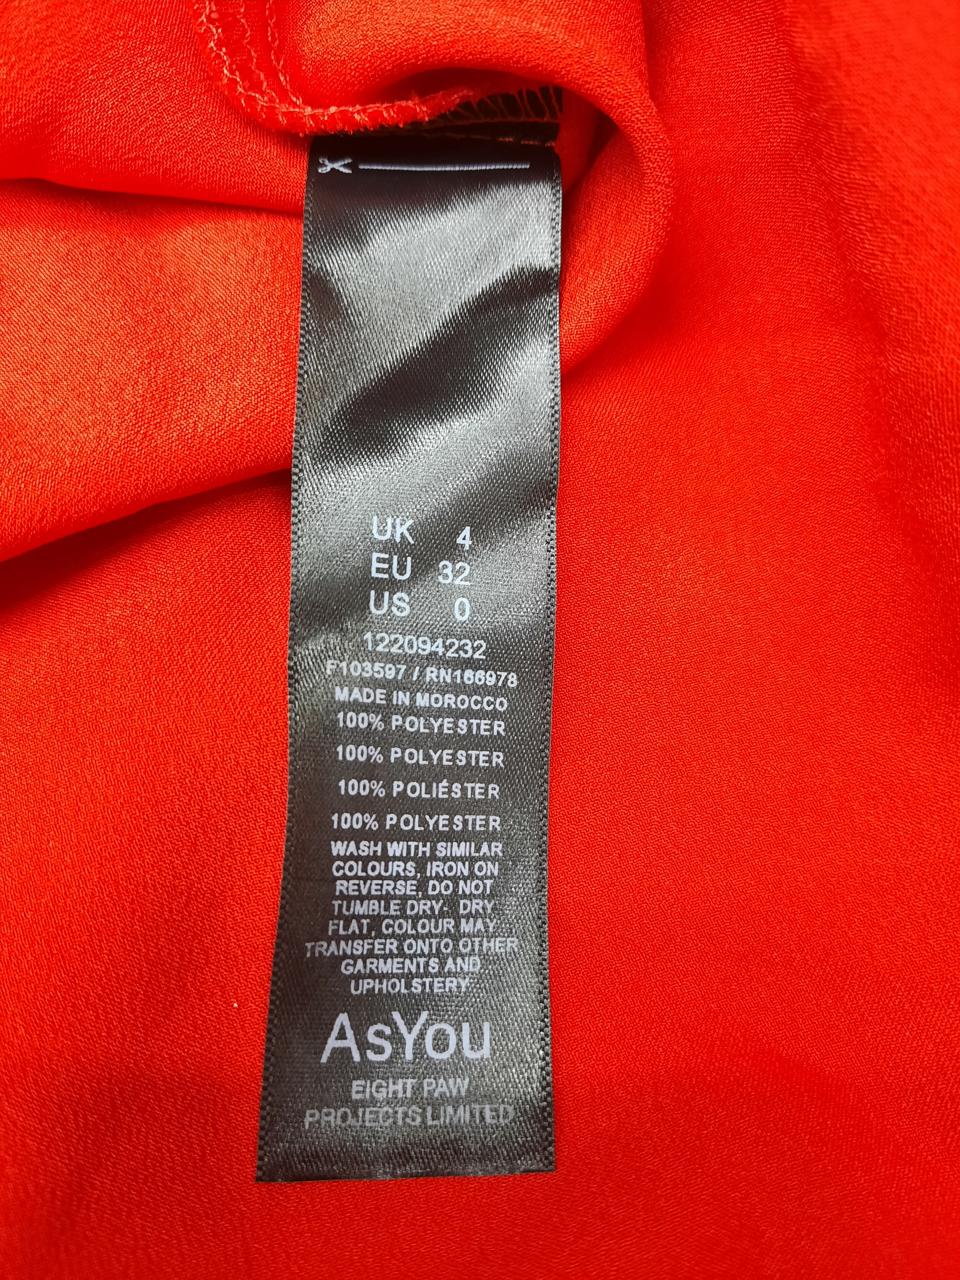 UK 4
EU 32
US 0
122094232
F103597 / RN166978
MADE IN MOROCCO
100% POLYESTER
100% POLYESTER
100% POLIÉSTER
100% POLYESTER
WASH WITH SIMILAR
COLOURS, IRON ON
REVERSE, DO NOT
TUMBLE DRY- DRY
FLAT, COLOUR MAY
TRANSFER ONTO OTHER
GARMENTS AND
UPHOLSTERY
AsYou
EIGHT PAW
PROJECTS LIMITED